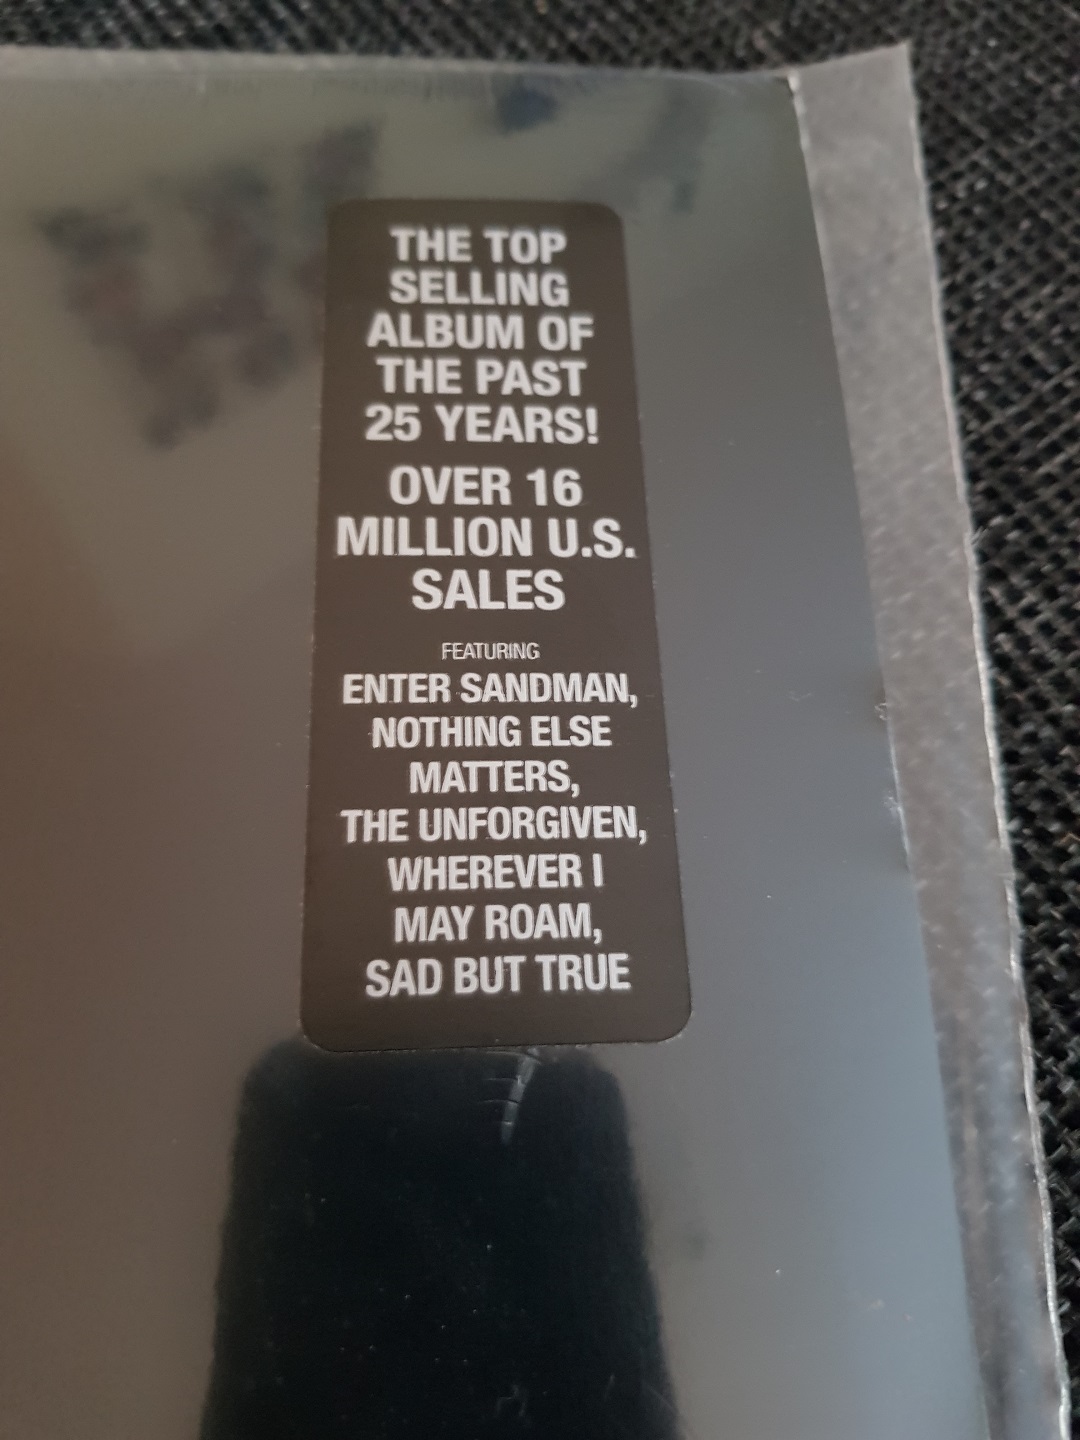 THE TOP
SELLING
ALBUM OF
THE PAST
25 YEARS!
OVER 16
MILLION U.S.
SALES
FEATURING
ENTER SANDMAN,
NOTHING ELSE
MATTERS,
THE UNFORGIVEN,
WHEREVER I
MAY ROAM,
SAD BUT TRUE